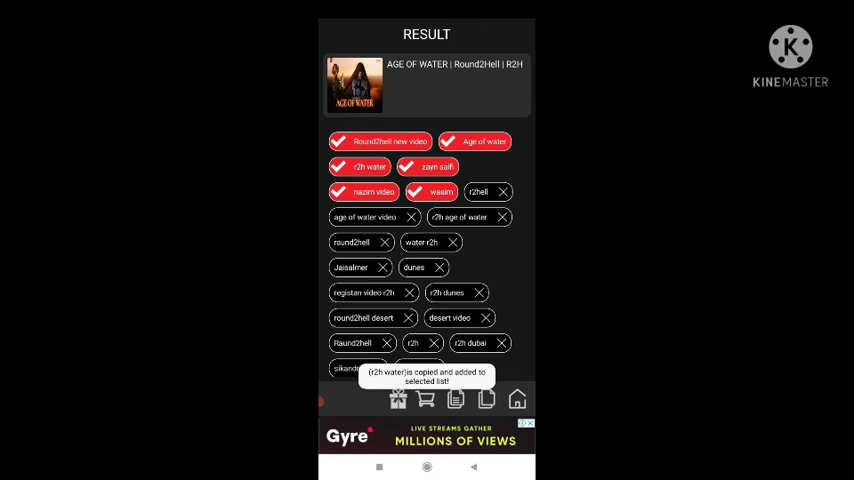 RESULT
AGE OF WATER | Round2Hell | R2H
AGE OF WATER
KINEMASTER
Round2hell new video Age of water
r2h water zayn saifi
nazim video wasim r2hell
age of water video r2h age of water
raund2hell water r2h
Jaisalmer dunes
registan video r2h r2h dunes
round2hell desert desert video
Raund2hell r2h r2h dubai
(r2h water)is copied and added to
selected list!
Gyre LIVE STREAMS GATHER
MILLIONS OF VIEWS